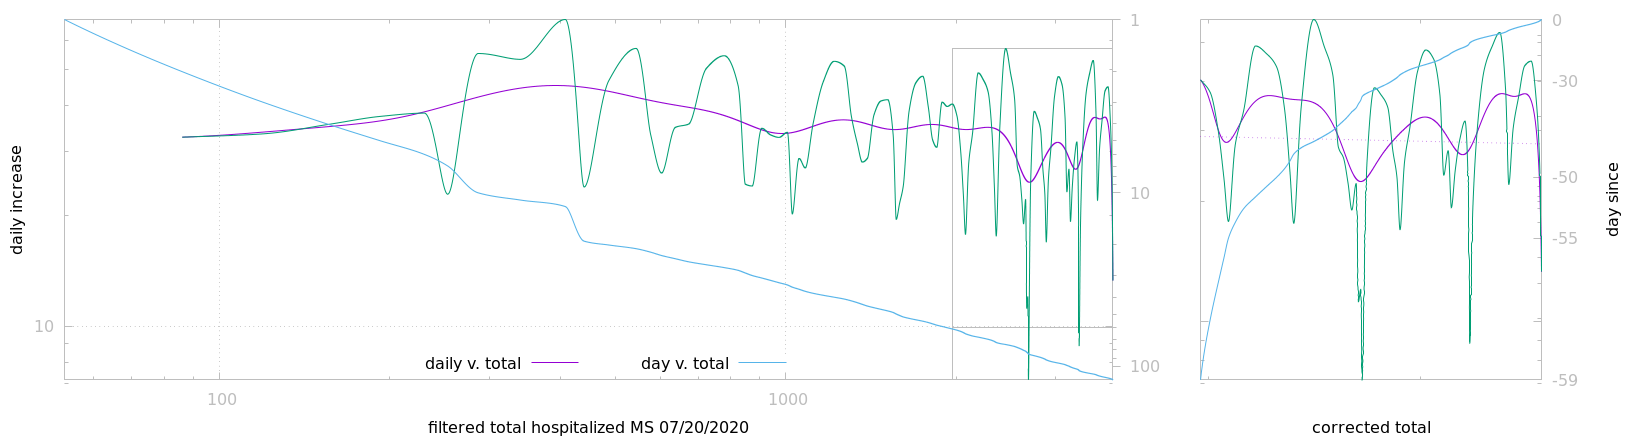 1
0
-30
10
-50
-55
10
daily v. total
day v. total
100
-59
100
1000
daily increase
day since
filtered total hospitalized MS 07/20/2020
corrected total